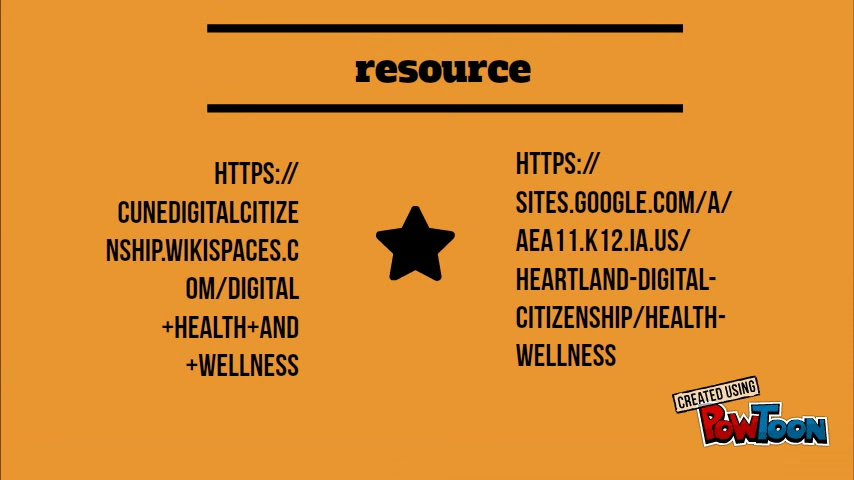 resource
HTTPS://
CUNEDIGITALCITIZE
NSHIP.WIKISPACES.C
OM/DIGITAL
+HEALTH+AND
+WELLNESS
HTTPS://
SITES.GOOGLE.COM/A/
AEA11.K12.IA.US/
HEARTLAND-DIGITAL-
CITIZENSHIP/HEALTH-
WELLNESS
CREATED USING
POWTOON